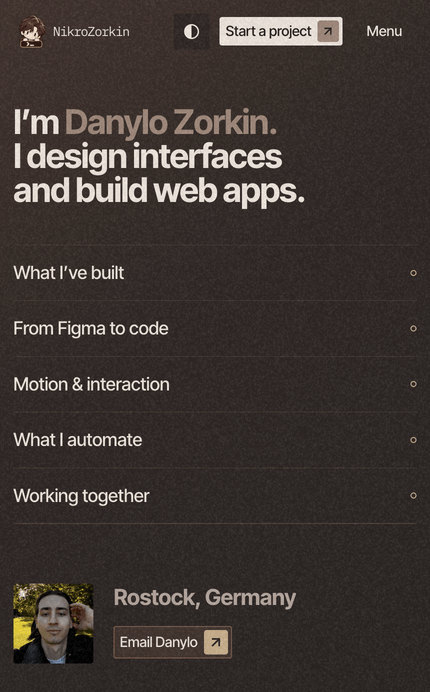 NikroZorkin
Start a project
Menu
I’m Danylo Zorkin.
I design interfaces
and build web apps.
What I’ve built
From Figma to code
Motion & interaction
What I automate
Working together
Rostock, Germany
Email Danylo